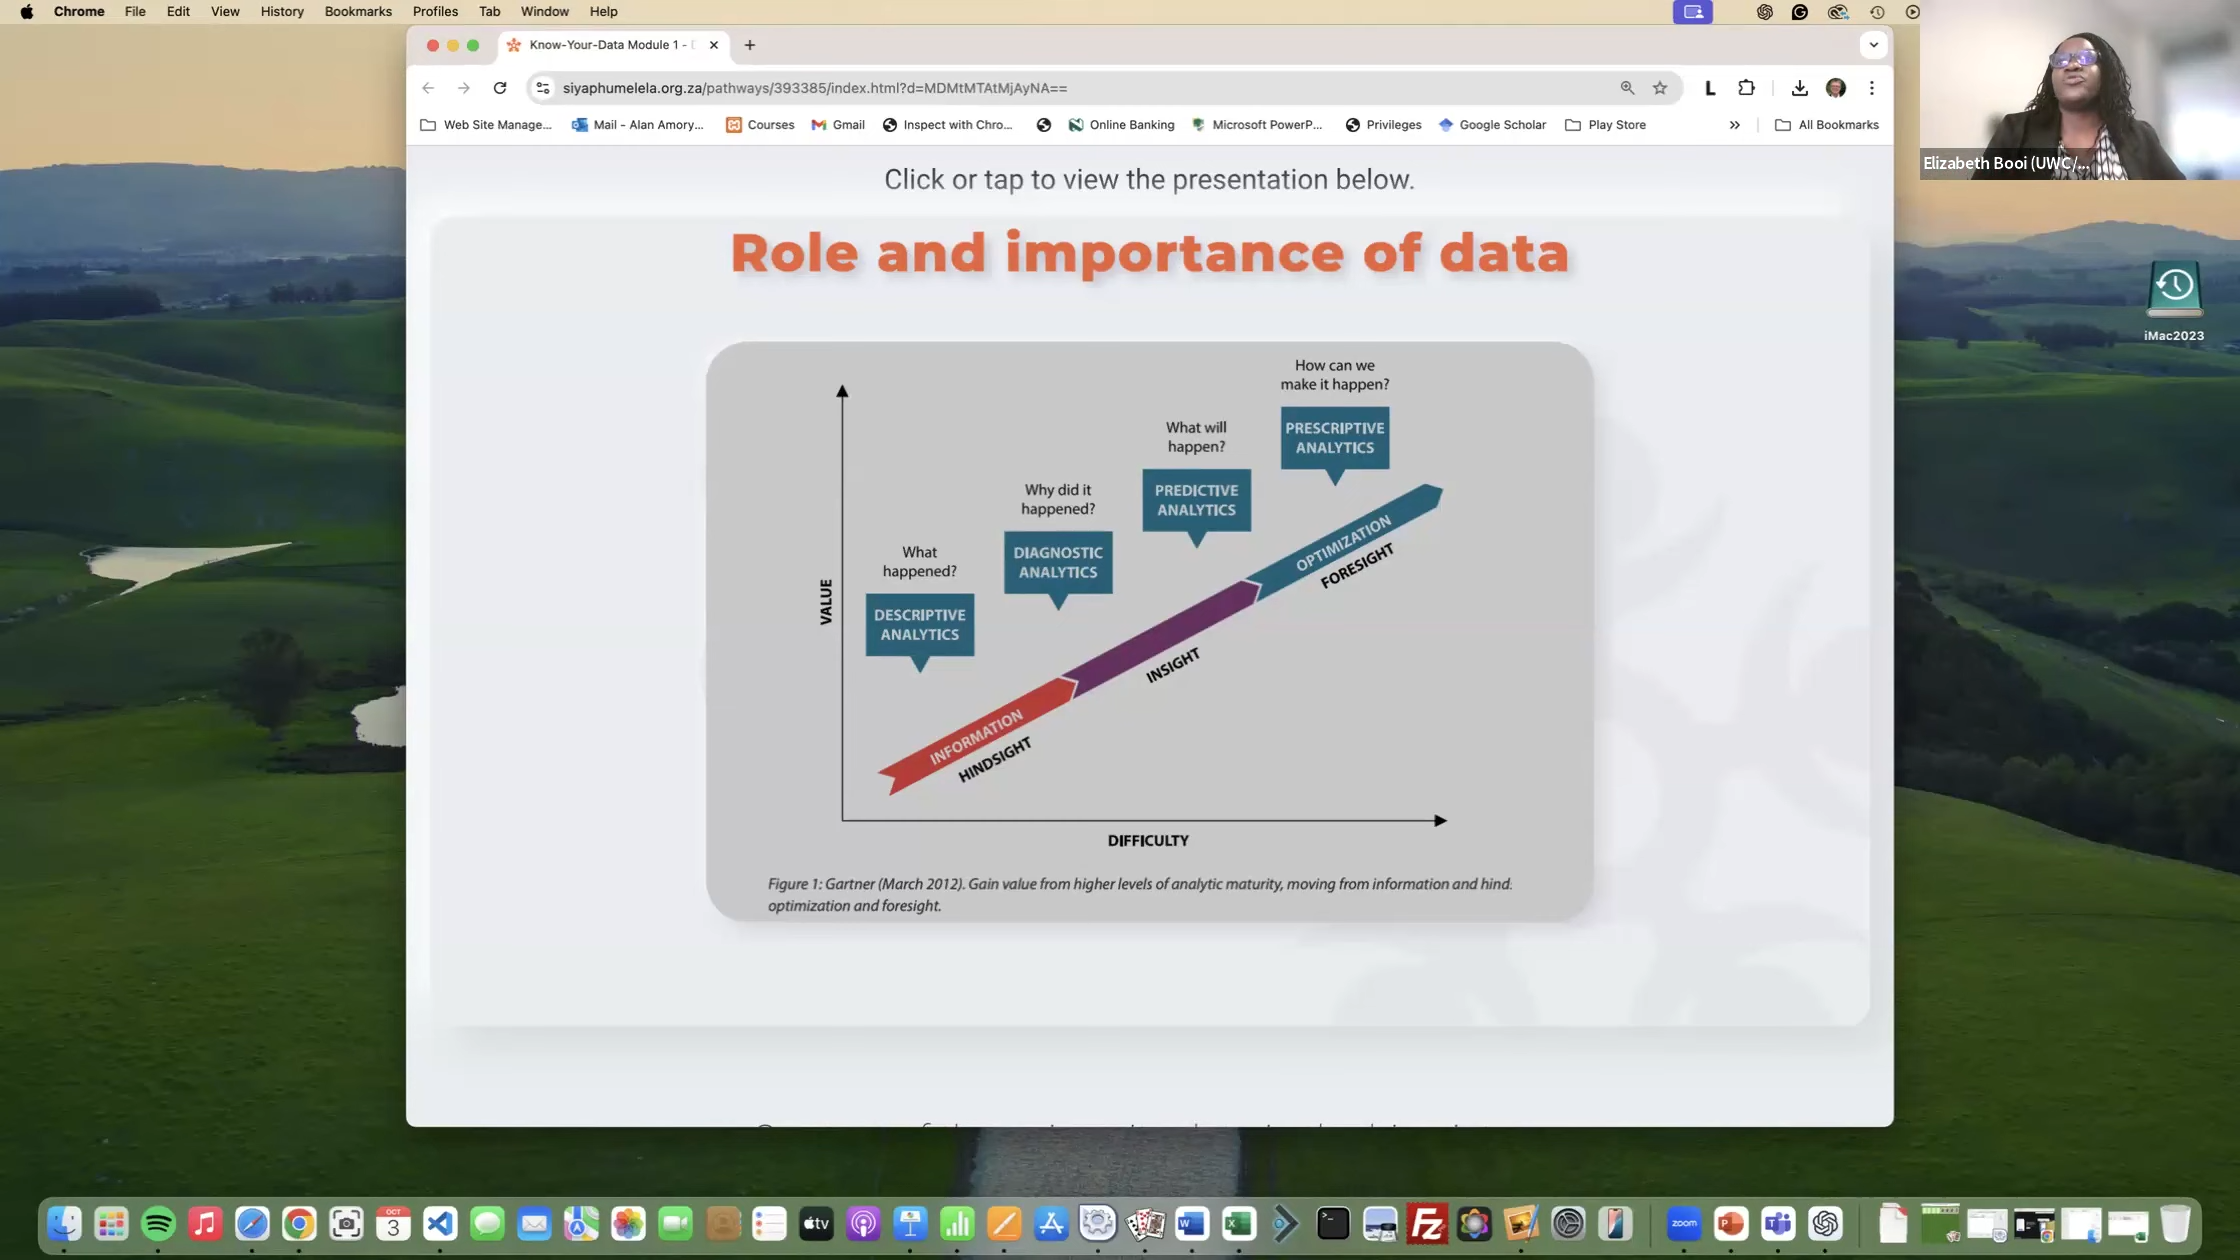 Chrome File Edit View History Bookmarks Profiles Tab Window Help
Know-Your-Data Module 1 -
siyaphumelela.org.za/pathways/393385/index.html?d=MDMtMTAtMjAyNA==
Web Site Manage... Mail - Alan Amory... Courses Gmail Inspect with Chro... Online Banking Microsoft PowerP... Privileges Google Scholar Play Store » All Bookmarks
Elizabeth Booi (UWC/...
Click or tap to view the presentation below.
Role and importance of data
iMac2023
How can we
make it happen?
PRESCRIPTIVE
ANALYTICS
What will
happen?
PREDICTIVE
ANALYTICS
Why did it
happened?
DIAGNOSTIC
ANALYTICS
What
happened?
DESCRIPTIVE
ANALYTICS
VALUE
OPTIMIZATION
FORESIGHT
INSIGHT
INFORMATION
HINDSIGHT
DIFFICULTY
Figure 1: Gartner (March 2012). Gain value from higher levels of analytic maturity, moving from information and hind.
optimization and foresight.
OCT
3
tv
zoom